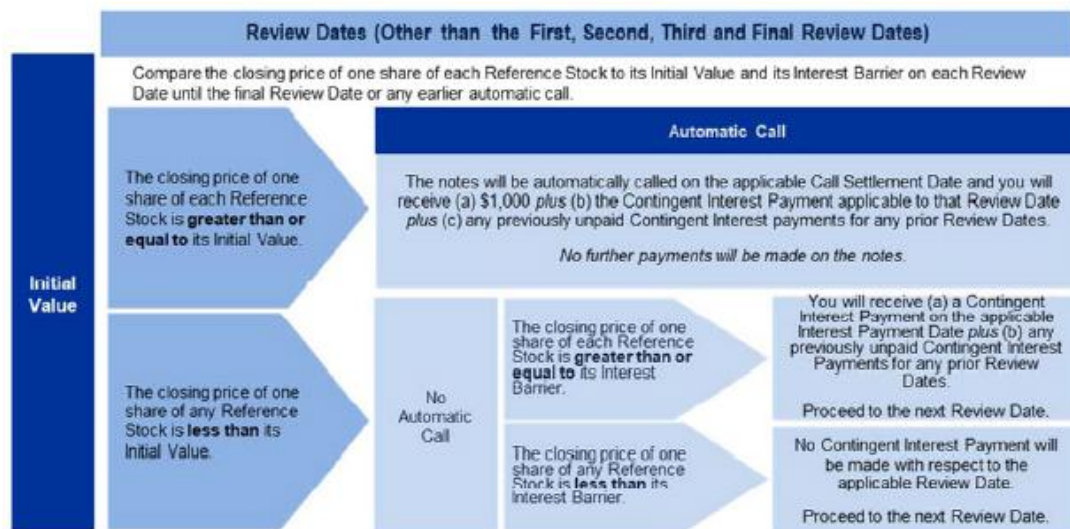 Review Dates (Other than the First, Second, Third and Final Review Dates)
Compare the closing price of one share of each Reference Stock to its Initial Value and its Interest Barrier on each Review
Date until the final Review Date or any earlier automatic call.
Initial
Value
The closing price of one
share of each Reference
Stock is greater than or
equal to its Initial Value.
Automatic Call
The notes will be automatically called on the applicable Call Settlement Date and you will
receive (a) $1,000 plus (b) the Contingent Interest Payment applicable to that Review Date
plus (c) any previously unpaid Contingent Interest payments for any prior Review Dates.
No further payments will be made on the notes.
The closing price of one
share of any Reference
Stock is less than its
Initial Value.
No
Automatic
Call
The closing price of one
share of each Reference
Stock is greater than or
equal to its Interest
Barrier.
You will receive (a) a Contingent
Interest Payment on the applicable
Interest Payment Date plus (b) any
previously unpaid Contingent Interest
Payments for any prior Review
Dates.
Proceed to the next Review Date.
The closing price of one
share of any Reference
Stock is less than its
Interest Barrier.
No Contingent Interest Payment will
be made with respect to the
applicable Review Date.
Proceed to the next Review Date.